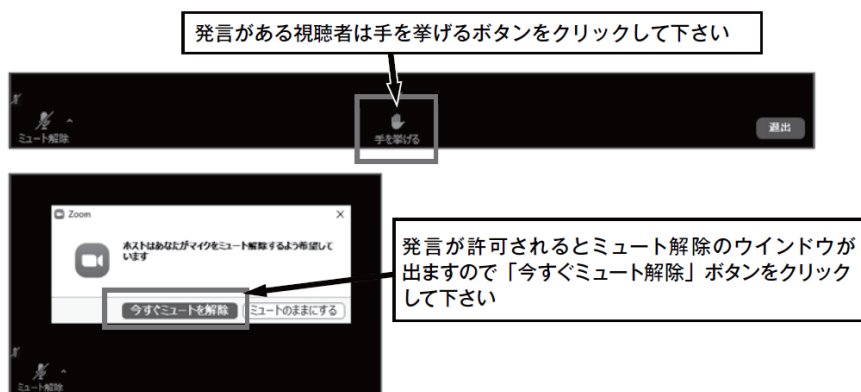 発言がある視聴者は手を挙げるボタンをクリックして下さい
ミュート解除
手を挙げる
退出
Zoom
ホストはあなたがマイクをミュート解除するよう希望して
います
今すぐミュートを解除
ミュートのままにする
発言が許可されるとミュート解除のウインドウが
出ますので「今すぐミュート解除」ボタンをクリック
して下さい
ミュート解除